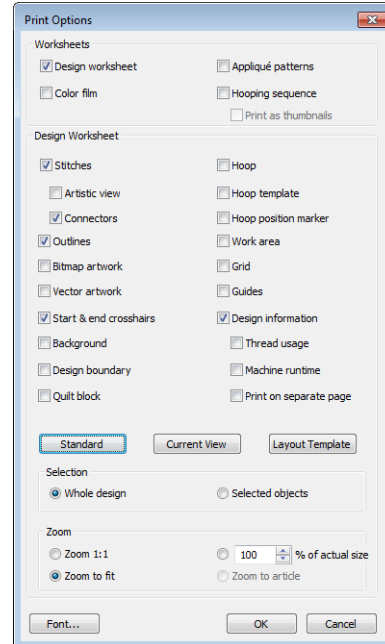 Print Options
Worksheets
Design worksheet Appliqué patterns
Color film Hooping sequence
Print as thumbnails
Design Worksheet
Stitches Hoop
Artistic view Hoop template
Connectors Hoop position marker
Outlines Work area
Bitmap artwork Grid
Vector artwork Guides
Start & end crosshairs Design information
Background Thread usage
Design boundary Machine runtime
Quilt block Print on separate page
Standard Current View Layout Template
Selection
Whole design Selected objects
Zoom
Zoom 1:1 100 % of actual size
Zoom to fit Zoom to article
Font... OK Cancel